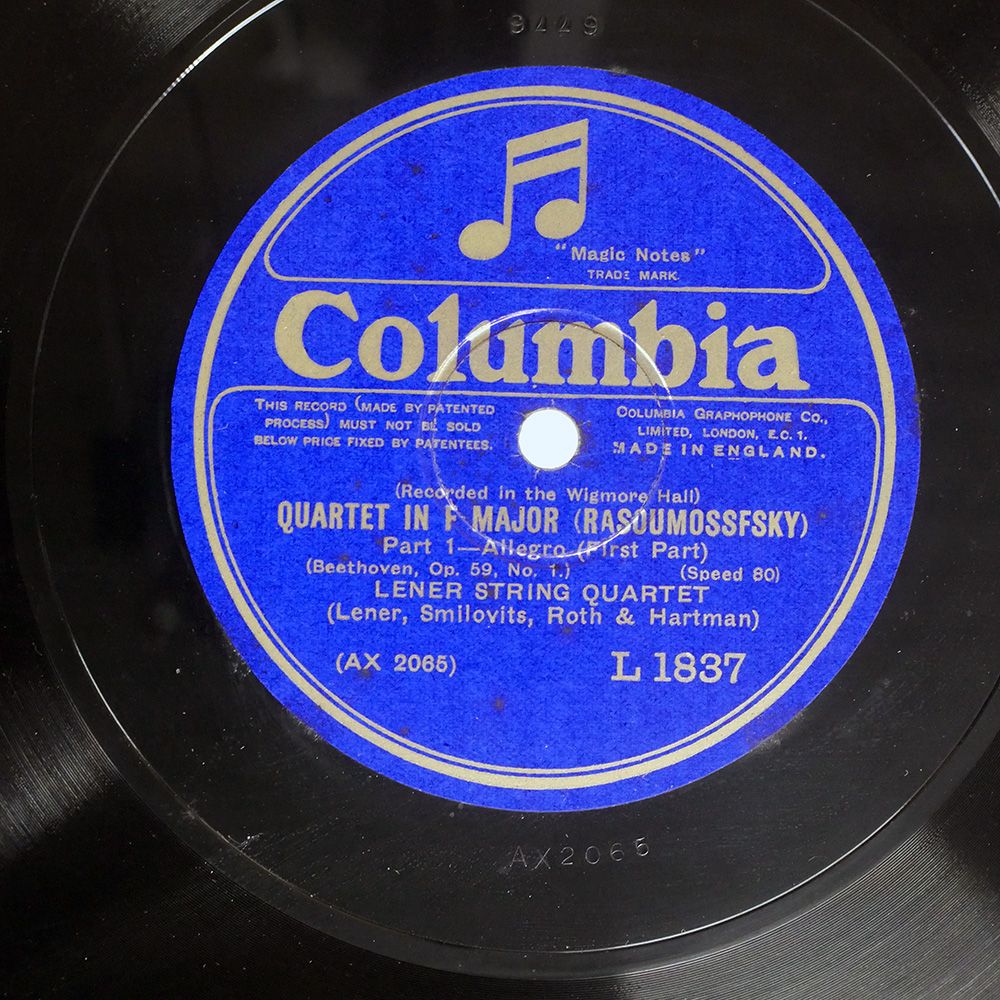 9449
"Magic Notes"
TRADE MARK.
Columbia
THIS RECORD (MADE BY PATENTED
PROCESS) MUST NOT BE SOLD
BELOW PRICE FIXED BY PATENTEES.
COLUMBIA GRAPHOPHONE CO.,
LIMITED, LONDON, E.C.1.
MADE IN ENGLAND.
(Recorded in the Wigmore Hall)
QUARTET IN F MAJOR (RASOUMOSSFSKY)
Part 1—Allegro (First Part)
(Beethoven, Op. 59, No. 1.) (Speed 80)
LENER STRING QUARTET
(Lener, Smilovits, Roth & Hartman)
(AX 2065) L 1837
AX2065